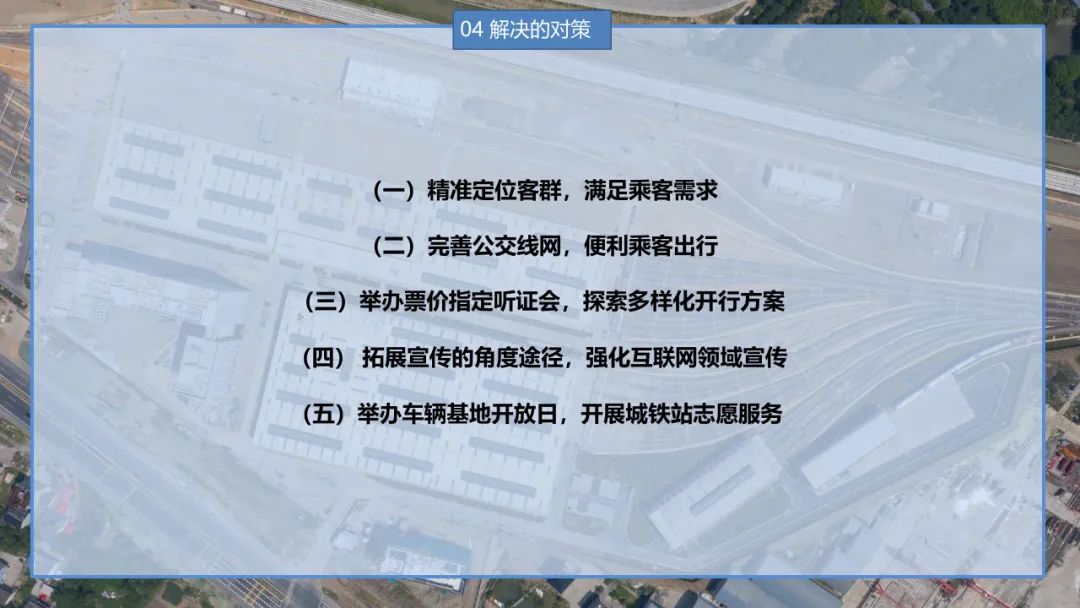 04 解决的对策
（一）精准定位客群，满足乘客需求
（二）完善公交线网，便利乘客出行
（三）举办票价指定听证会，探索多样化开行方案
（四） 拓展宣传的角度途径，强化互联网领域宣传
（五）举办车辆基地开放日，开展城铁站志愿服务